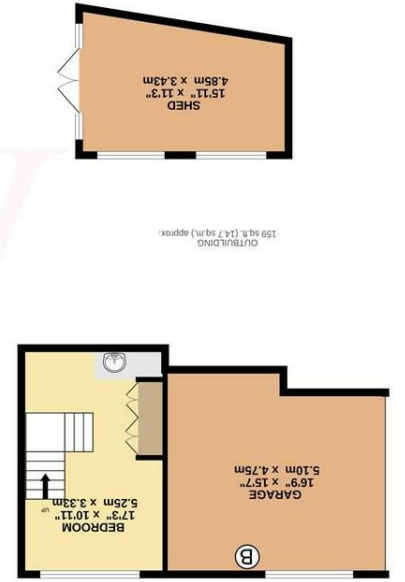 OUTBUILDING
159 sq.ft. (14.7 sq.m.) approx.
SHED
15'11" x 11'3"
4.85m x 3.43m
BEDROOM
17'3" x 10'11"
5.25m x 3.33m
UP
GARAGE
16'9" x 15'7"
5.10m x 4.75m
B